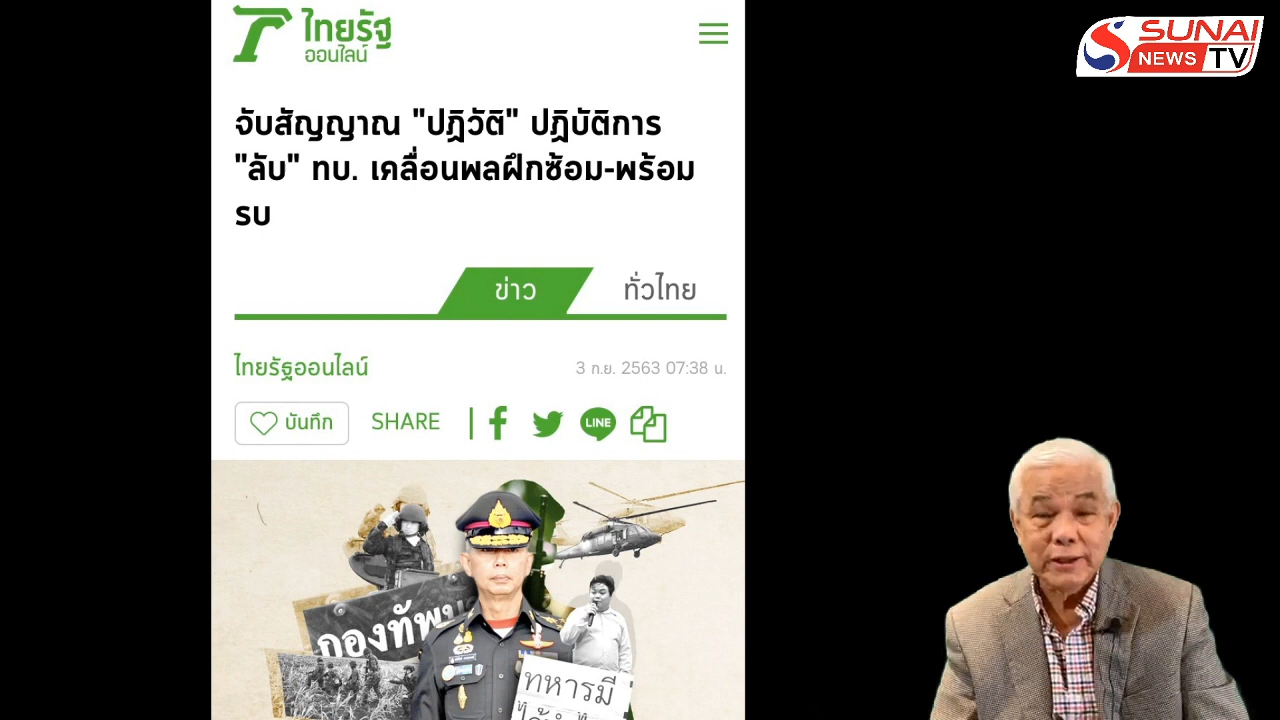 ไทยรัฐ
ออนไลน์
SUNAI
NEWS TV
จับสัญญาณ "ปฏิวัติ" ปฏิบัติการ
"ลับ" ทบ. เคลื่อนพลฝึกซ้อม-พร้อม
รบ
ข่าว ทั่วไทย
ไทยรัฐออนไลน์ 3 ก.ย. 2563 07:38 น.
บันทึก SHARE LINE
กองทัพบ
ทหารมี